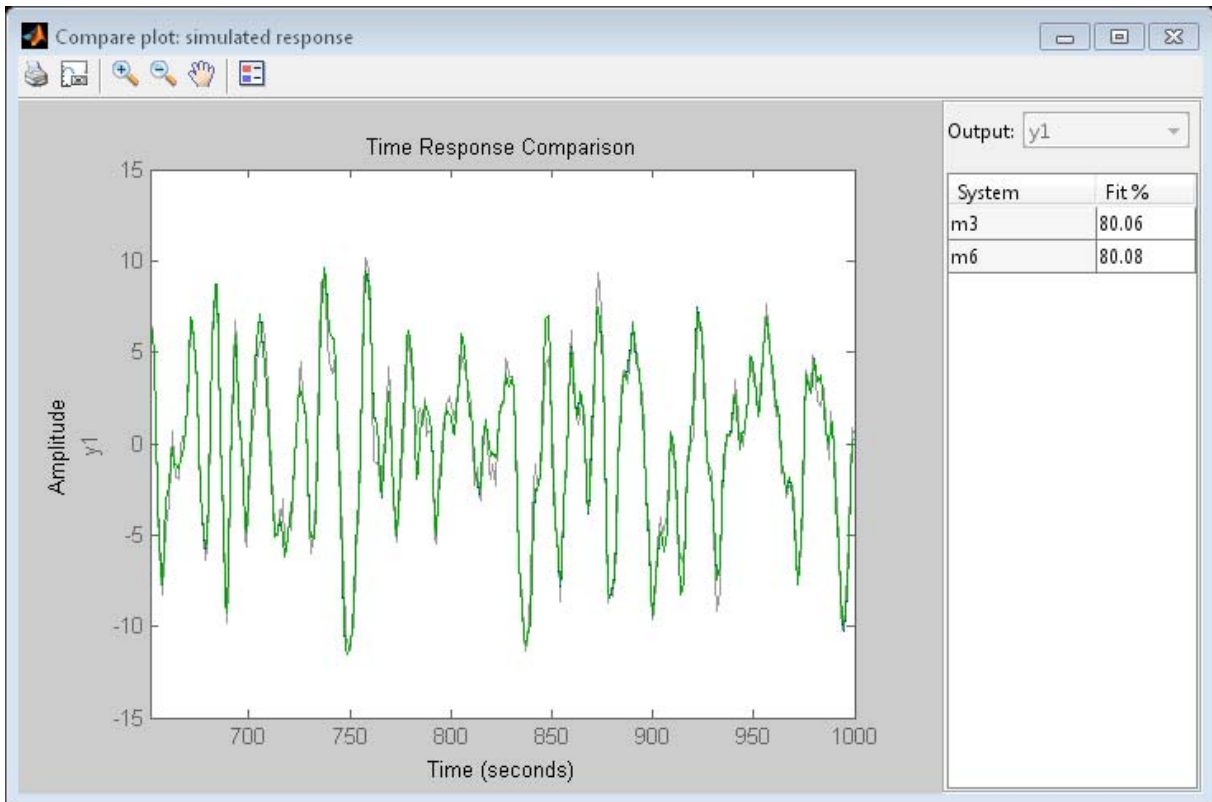 Compare plot: simulated response
Time Response Comparison
Amplitude
y1
15
10
5
0
-5
-10
-15
700
750
800
850
900
950
1000
Time (seconds)
Output: y1
System Fit %
m3 80.06
m6 80.08